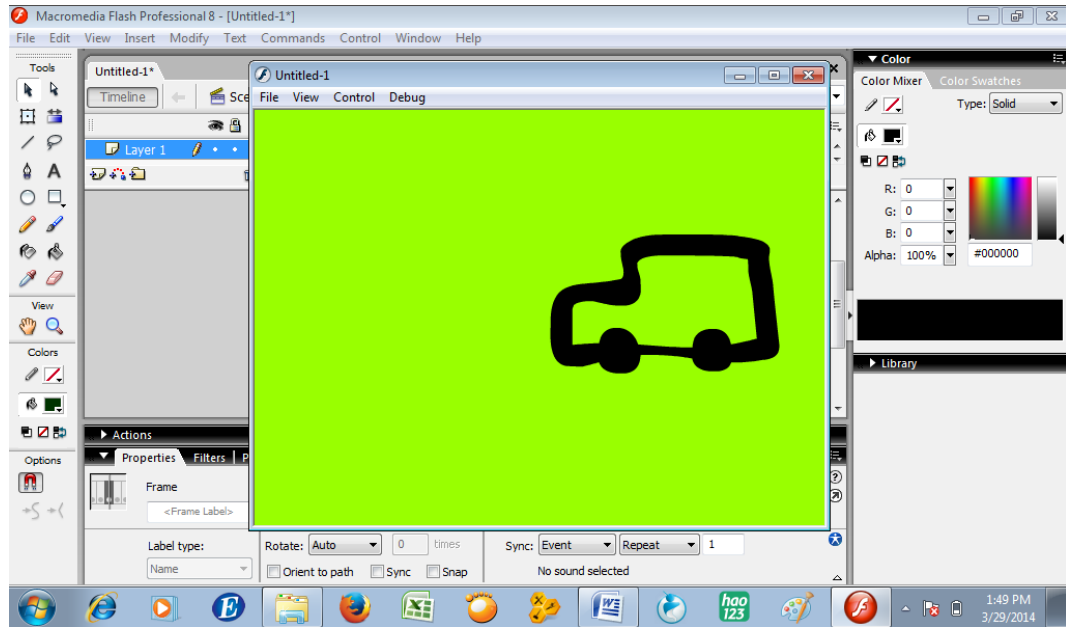 Macromedia Flash Professional 8 - [Untitled-1*]
File Edit View Insert Modify Text Commands Control Window Help
Tools
View
Colors
Options
Untitled-1*
Timeline
Sce
Layer 1
Untitled-1
File View Control Debug
Actions
Properties Filters P
Frame
<Frame Label>
Label type:
Name
Rotate: Auto 0 times
Orient to path Sync Snap
Sync: Event Repeat 1
No sound selected
Color
Color Mixer Color Swatches
Type: Solid
R: 0
G: 0
B: 0
Alpha: 100% #000000
Library
hao
123
1:49 PM
3/29/2014